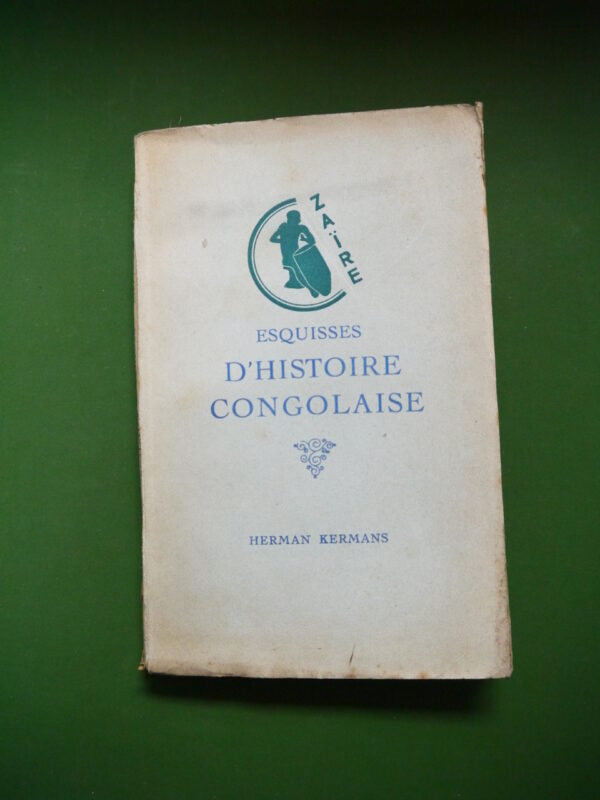 ZAÏRE
ESQUISSES
D'HISTOIRE
CONGOLAISE
HERMAN KERMANS